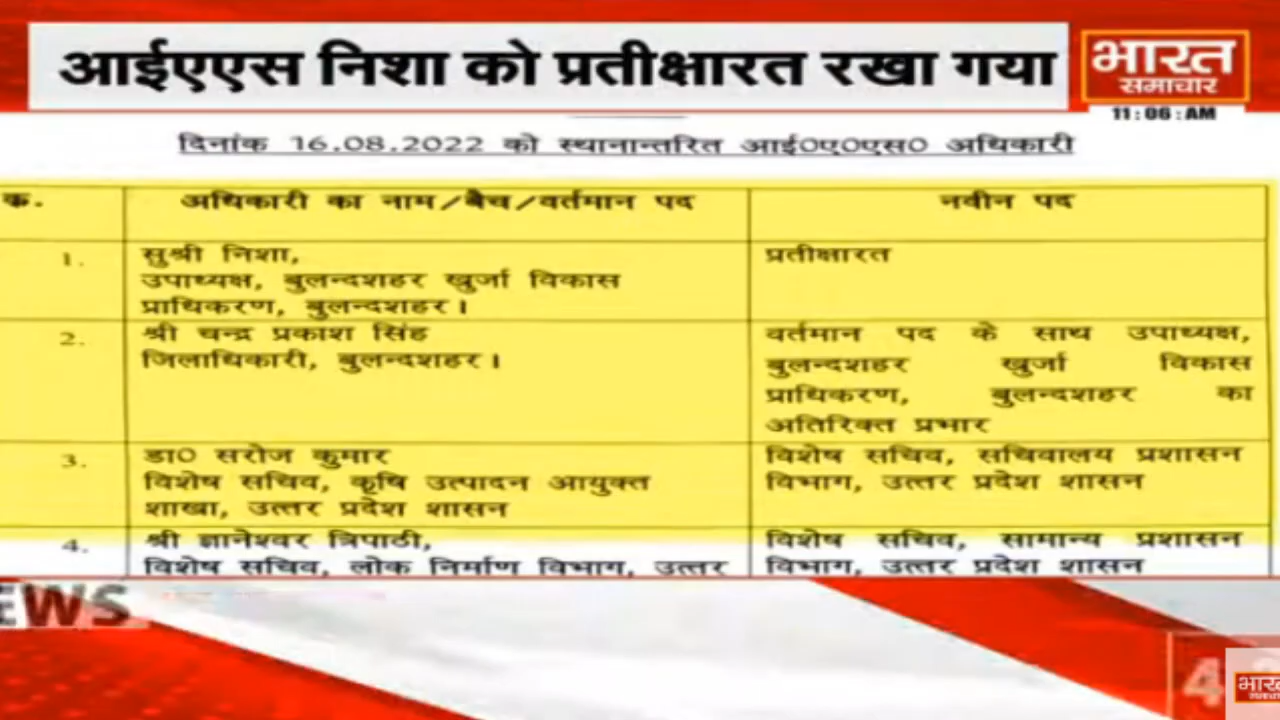 आईएएस निशा को प्रतीक्षारत रखा गया
भारत
समाचार
11:06:AM
दिनांक 16.08.2022 को स्थानान्तरित आई0ए0एस0 अधिकारी
क. अधिकारी का नाम/बैच/वर्तमान पद नवीन पद
1. सुश्री निशा, प्रतीक्षारत
उपाध्यक्ष, बुलन्दशहर खुर्जा विकास
प्राधिकरण, बुलन्दशहर।
2. श्री चन्द्र प्रकाश सिंह वर्तमान पद के साथ उपाध्यक्ष,
जिलाधिकारी, बुलन्दशहर। बुलन्दशहर खुर्जा विकास
प्राधिकरण, बुलन्दशहर का
अतिरिक्त प्रभार
3. डा0 सरोज कुमार विशेष सचिव, सचिवालय प्रशासन
विशेष सचिव, कृषि उत्पादन आयुक्त विभाग, उत्तर प्रदेश शासन
शाखा, उत्तर प्रदेश शासन
4. श्री ज्ञानेश्वर त्रिपाठी, विशेष सचिव, सामान्य प्रशासन
विशेष सचिव, लोक निर्माण विभाग, उत्तर विभाग, उत्तर प्रदेश शासन
EWS
भारत
समाचार